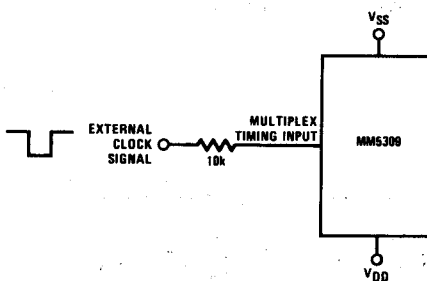 VSS
EXTERNAL
CLOCK
SIGNAL
10k
MULTIPLEX
TIMING INPUT
MM5309
VDD